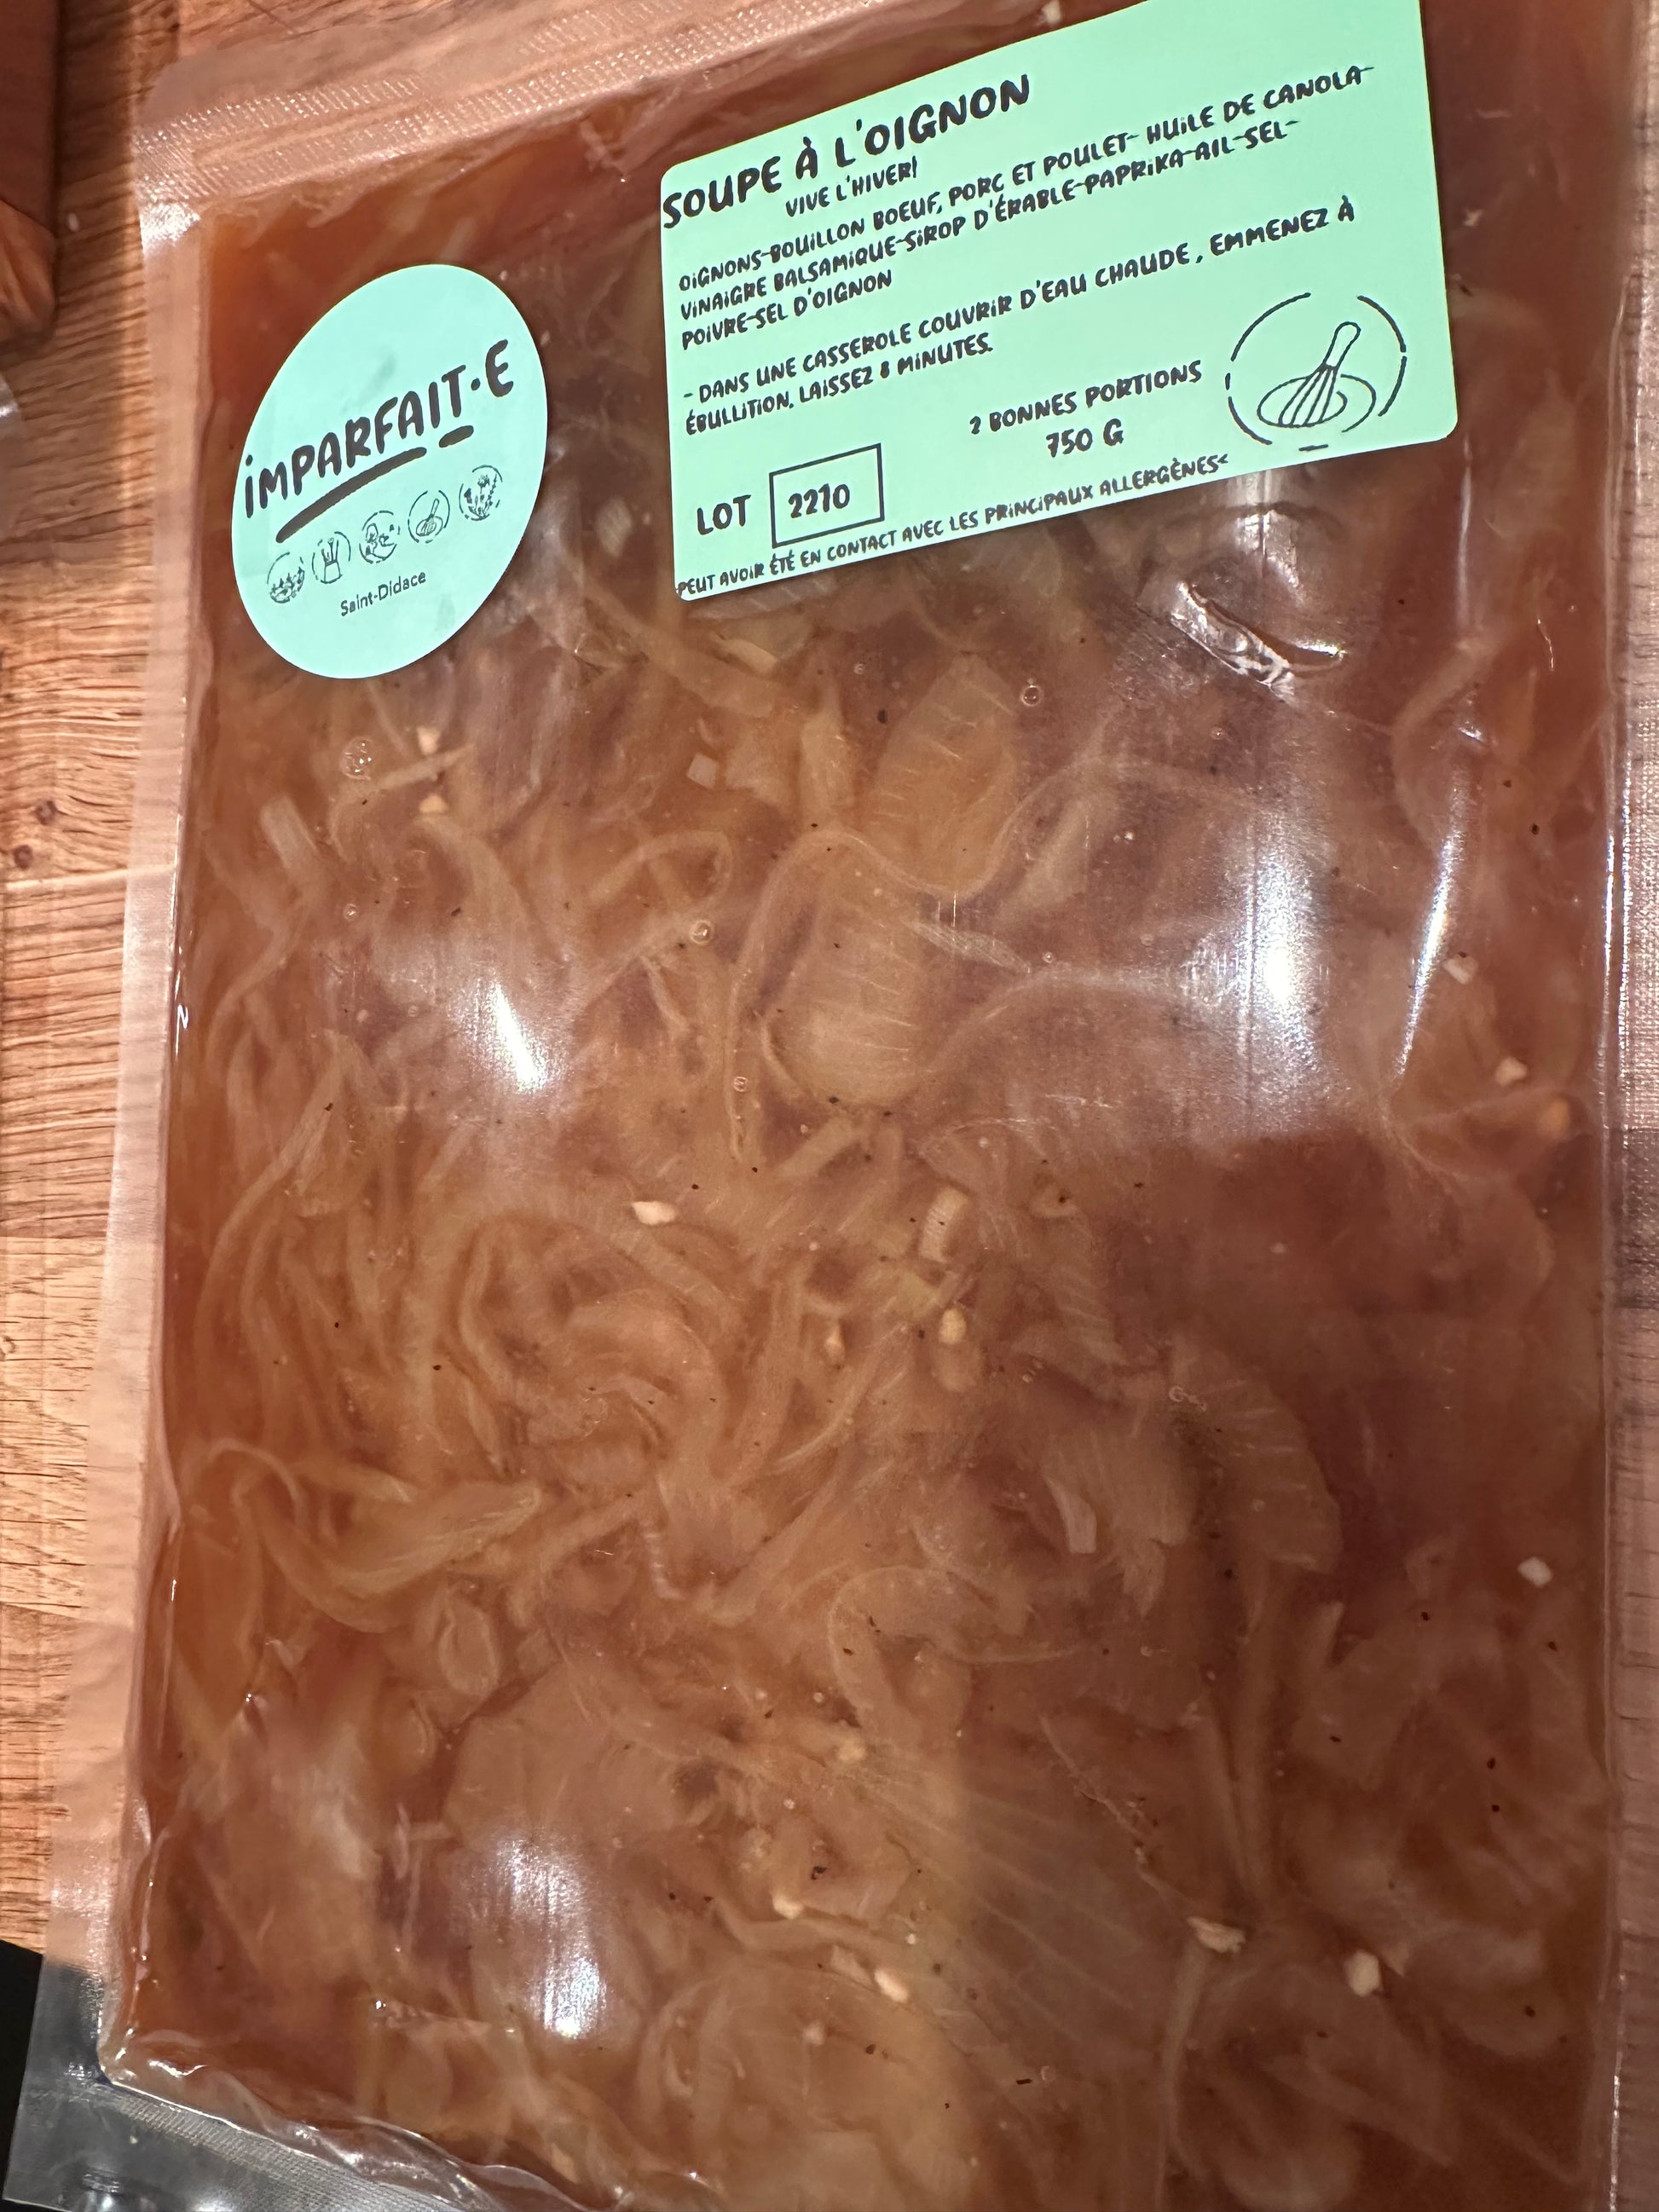 SOUPE À L'OIGNON
VIVE L'HIVER!
OIGNONS-BOUILLON BOEUF, PORC ET POULET- HUILE DE CANOLA-
VINAIGRE BALSAMIQUE-SIROP D'ÉRABLE-PAPRIKA-AIL-SEL-
POIVRE-SEL D'OIGNON
- DANS UNE CASSEROLE COUVRIR D'EAU CHAUDE, EMMENEZ À
ÉBULLITION. LAISSEZ 8 MINUTES.
2 BONNES PORTIONS
750 G
LOT 2210
PEUT AVOIR ÉTÉ EN CONTACT AVEC LES PRINCIPAUX ALLERGÈNES<
IMPARFAIT·E
Saint-Didace